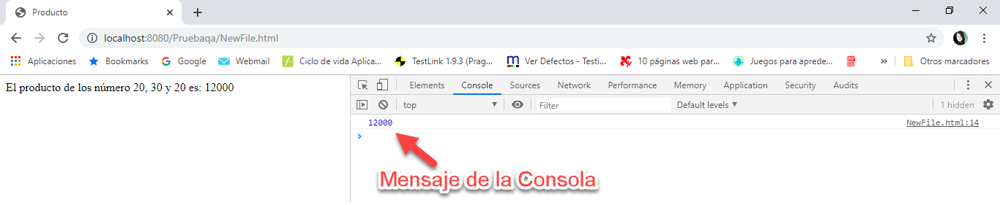 Producto
localhost:8080/Pruebaqa/NewFile.html
Aplicaciones Bookmarks Google Webmail Ciclo de vida Aplica... TestLink 1.9.3 (Prag... Ver Defectos - Testi... 10 páginas web par... Juegos para aprede... » Otros marcadores
El producto de los número 20, 30 y 20 es: 12000
Elements Console Sources Network Performance Memory Application Security Audits
top Filter Default levels 1 hidden
12000 NewFile.html:14
Mensaje de la Consola